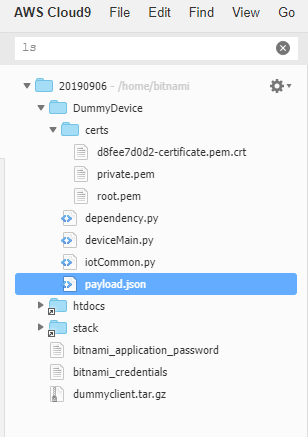 AWS Cloud9 File Edit Find View Go
ls
20190906 - /home/bitnami
DummyDevice
certs
d8fee7d0d2-certificate.pem.crt
private.pem
root.pem
dependency.py
deviceMain.py
iotCommon.py
payload.json
htdocs
stack
bitnami_application_password
bitnami_credentials
dummyclient.tar.gz